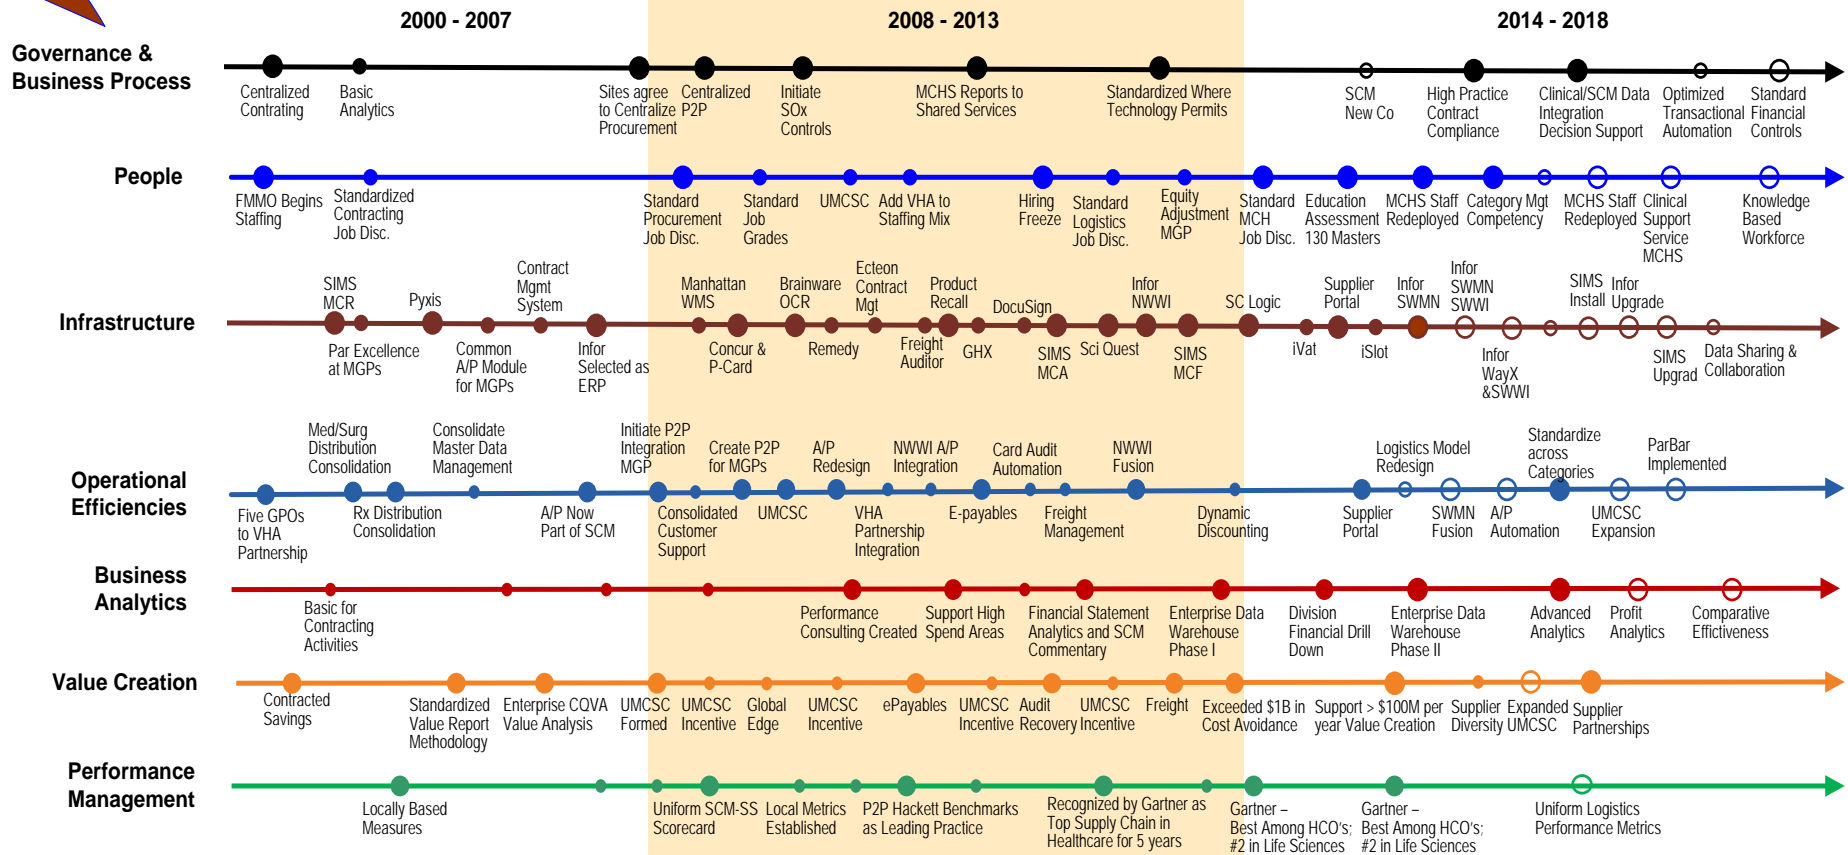 2000 - 2007
2008 - 2013
2014 - 2018
Governance &
Business Process
Centralized
Contrating
Basic
Analytics
Sites agree
to Centralize
Procurement
Centralized
P2P
Initiate
SOx
Controls
MCHS Reports to
Shared Services
Standardized Where
Technology Permits
SCM
New Co
High Practice
Contract
Compliance
Clinical/SCM Data
Integration
Decision Support
Optimized
Transactional
Automation
Standard
Financial
Controls
People
FMMO Begins
Staffing
Standardized
Contracting
Job Disc.
Standard
Procurement
Job Disc.
Standard
Job
Grades
UMCSC
Add VHA to
Staffing Mix
Hiring
Freeze
Standard
Logistics
Job Disc.
Equity
Adjustment
MGP
Standard
MCH
Job Disc.
Education
Assessment
130 Masters
MCHS Staff
Redeployed
Category Mgt
Competency
MCHS Staff
Redeployed
Clinical
Support
Service
MCHS
Knowledge
Based
Workforce
Infrastructure
SIMS
MCR
Par Excellence
at MGPs
Pyxis
Common
A/P Module
for MGPs
Contract
Mgmt
System
Infor
Selected as
ERP
Manhattan
WMS
Concur &
P-Card
Brainware
OCR
Remedy
Ecteon
Contract
Mgt
Freight
Auditor
Product
Recall
GHX
DocuSign
SIMS
MCA
Sci Quest
Infor
NWWI
SIMS
MCF
SC Logic
iVat
Supplier
Portal
iSlot
Infor
SWMN
Infor
SWMN
SWWI
Infor
WayX
&SWWI
SIMS
Install
Infor
Upgrade
SIMS
Upgrad
Data Sharing &
Collaboration
Operational
Efficiencies
Five GPOs
to VHA
Partnership
Med/Surg
Distribution
Consolidation
Rx Distribution
Consolidation
Consolidate
Master Data
Management
A/P Now
Part of SCM
Initiate P2P
Integration
MGP
Consolidated
Customer
Support
Create P2P
for MGPs
UMCSC
A/P
Redesign
VHA
Partnership
Integration
NWWI A/P
Integration
E-payables
Card Audit
Automation
Freight
Management
NWWI
Fusion
Dynamic
Discounting
Supplier
Portal
Logistics Model
Redesign
SWMN
Fusion
A/P
Automation
Standardize
across
Categories
UMCSC
Expansion
ParBar
Implemented
Business
Analytics
Basic for
Contracting
Activities
Performance
Consulting Created
Support High
Spend Areas
Financial Statement
Analytics and SCM
Commentary
Enterprise Data
Warehouse
Phase I
Division
Financial Drill
Down
Enterprise Data
Warehouse
Phase II
Advanced
Analytics
Profit
Analytics
Comparative
Effictiveness
Value Creation
Contracted
Savings
Standardized
Value Report
Methodology
Enterprise CQVA
Value Analysis
UMCSC
Formed
UMCSC
Incentive
Global
Edge
UMCSC
Incentive
ePayables
UMCSC
Incentive
Audit
Recovery
UMCSC
Incentive
Freight
Exceeded $1B in
Cost Avoidance
Support > $100M per
year Value Creation
Supplier
Diversity
Expanded
UMCSC
Supplier
Partnerships
Performance
Management
Locally Based
Measures
Uniform SCM-SS
Scorecard
Local Metrics
Established
P2P Hackett Benchmarks
as Leading Practice
Recognized by Gartner as
Top Supply Chain in
Healthcare for 5 years
Gartner –
Best Among HCO's;
#2 in Life Sciences
Gartner –
Best Among HCO's;
#2 in Life Sciences
Uniform Logistics
Performance Metrics